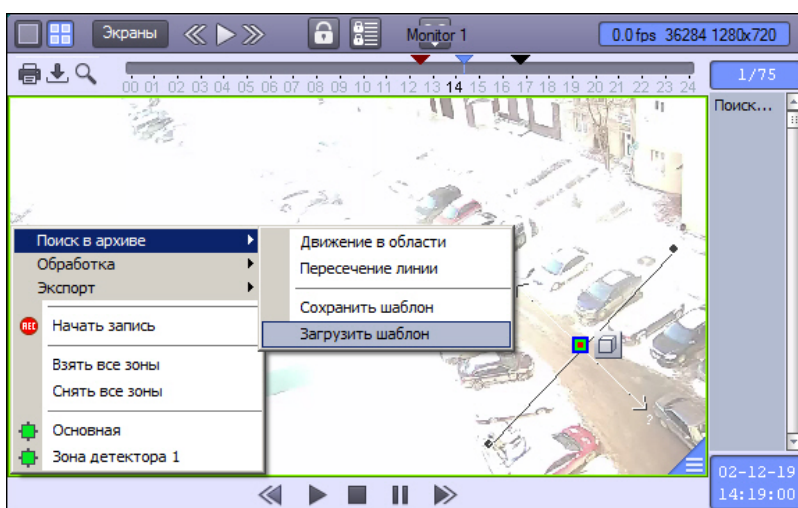 Экраны
Monitor 1
0.0 fps 36284 1280x720
00 01 02 03 04 05 06 07 08 09 10 11 12 13 14 15 16 17 18 19 20 21 22 23 24
1/75
Поиск...
Поиск в архиве
Обработка
Экспорт
REC Начать запись
Взять все зоны
Снять все зоны
Основная
Зона детектора 1
Движение в области
Пересечение линии
Сохранить шаблон
Загрузить шаблон
?
02-12-19
14:19:00